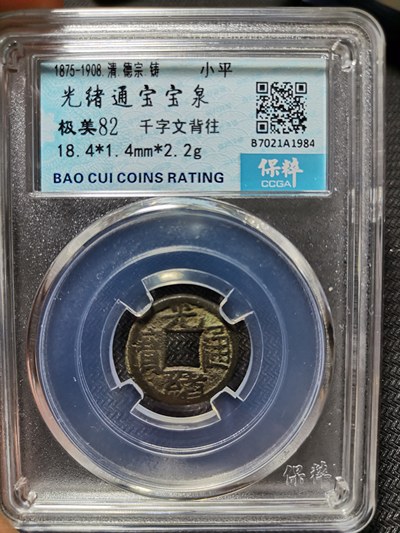 1875-1908.清.德宗.铸 小平
光绪通宝宝泉
极美82 千字文背往
18.4*1.4mm*2.2g
B7021A1984
保粹
CCGA
BAO CUI COINS RATING
光
寶 通
緒
保粹